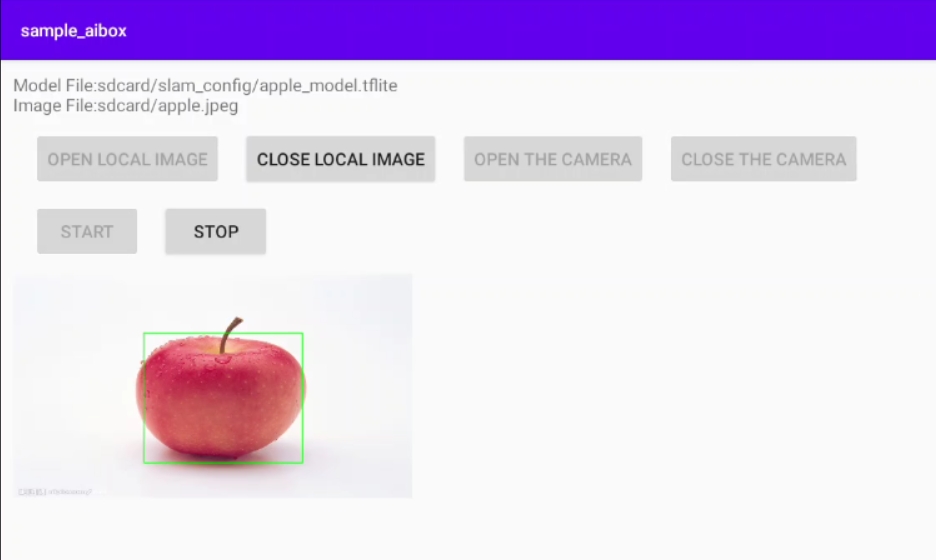 sample_aibox
Model File:sdcard/slam_config/apple_model.tflite
Image File:sdcard/apple.jpeg
OPEN LOCAL IMAGE CLOSE LOCAL IMAGE OPEN THE CAMERA CLOSE THE CAMERA
START STOP